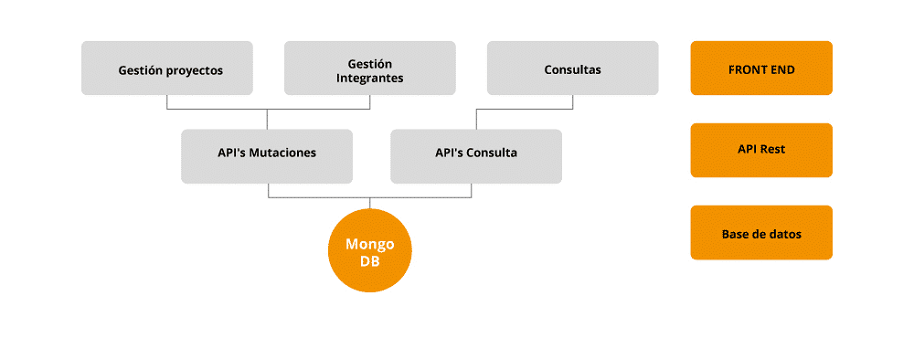 Gestión proyectos
Gestión
Integrantes
Consultas
FRONT END
API's Mutaciones
API's Consulta
API Rest
Mongo
DB
Base de datos